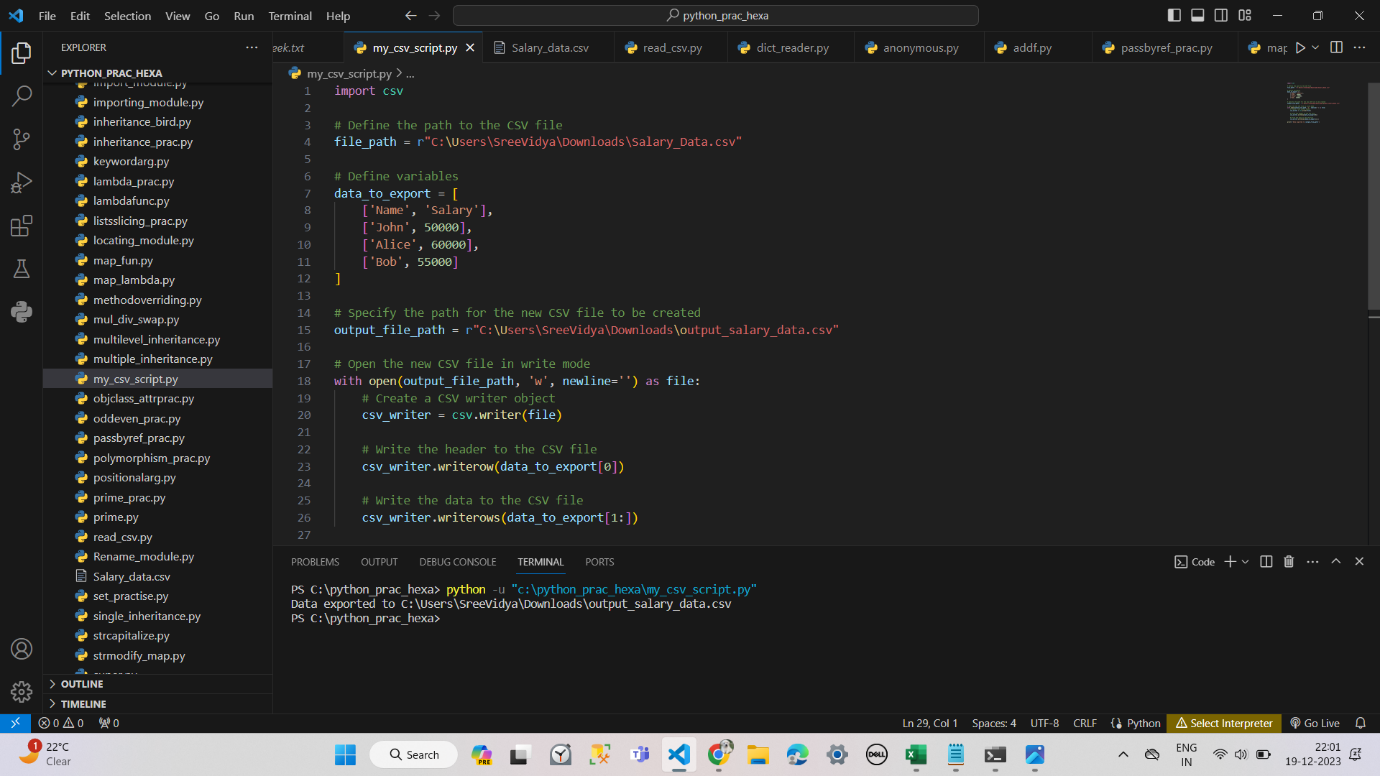 File Edit Selection View Go Run Terminal Help
python_prac_hexa
EXPLORER
eek.txt
my_csv_script.py
Salary_data.csv
read_csv.py
dict_reader.py
anonymous.py
addf.py
passbyref_prac.py
map
PYTHON_PRAC_HEXA
import_module.py
importing_module.py
inheritance_bird.py
inheritance_prac.py
keywordarg.py
lambda_prac.py
lambdafunc.py
listsslicing_prac.py
locating_module.py
map_fun.py
map_lambda.py
methodoverriding.py
mul_div_swap.py
multilevel_inheritance.py
multiple_inheritance.py
my_csv_script.py
objclass_attrprac.py
oddeven_prac.py
passbyref_prac.py
polymorphism_prac.py
positionalarg.py
prime_prac.py
prime.py
read_csv.py
Rename_module.py
Salary_data.csv
set_practise.py
single_inheritance.py
strcapitalize.py
strmodify_map.py
OUTLINE
TIMELINE
my_csv_script.py > ...
1 import csv
2
3 # Define the path to the CSV file
4 file_path = r"C:\Users\SreeVidya\Downloads\Salary_Data.csv"
5
6 # Define variables
7 data_to_export = [
8 ['Name', 'Salary'],
9 ['John', 50000],
10 ['Alice', 60000],
11 ['Bob', 55000]
12 ]
13
14 # Specify the path for the new CSV file to be created
15 output_file_path = r"C:\Users\SreeVidya\Downloads\output_salary_data.csv"
16
17 # Open the new CSV file in write mode
18 with open(output_file_path, 'w', newline='') as file:
19 # Create a CSV writer object
20 csv_writer = csv.writer(file)
21
22 # Write the header to the CSV file
23 csv_writer.writerow(data_to_export[0])
24
25 # Write the data to the CSV file
26 csv_writer.writerows(data_to_export[1:])
27
PROBLEMS OUTPUT DEBUG CONSOLE TERMINAL PORTS
Code
PS C:\python_prac_hexa> python -u "c:\python_prac_hexa\my_csv_script.py"
Data exported to C:\Users\SreeVidya\Downloads\output_salary_data.csv
PS C:\python_prac_hexa>
0 0 0
Ln 29, Col 1 Spaces: 4 UTF-8 CRLF Python Select Interpreter Go Live
1
22°C
Clear
Search
PRE
DELL
ENG
IN
22:01
19-12-2023